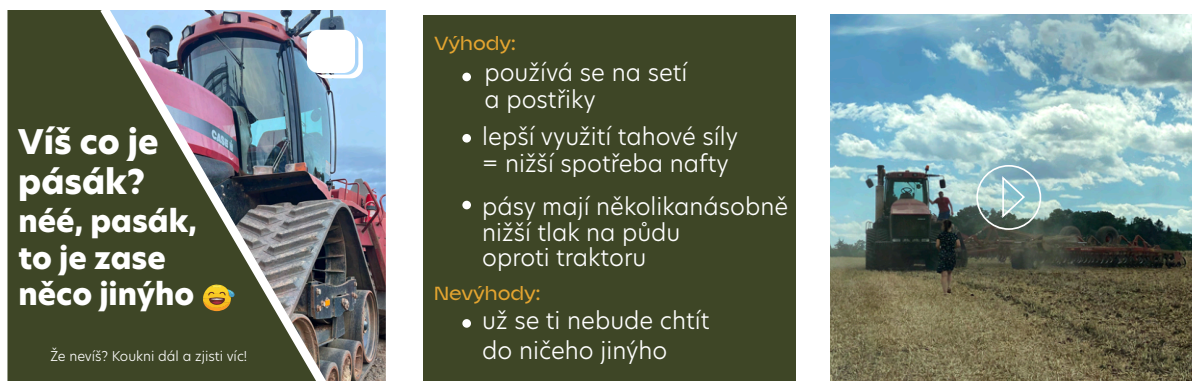 Víš co je
pásák?
néé, pasák,
to je zase
něco jinýho 😅
Že nevíš? Koukni dál a zjisti víc!
CASE
Výhody:
• používá se na setí
a postřiky
• lepší využití tahové síly
= nižší spotřeba nafty
• pásy mají několikanásobně
nižší tlak na půdu
oproti traktoru
Nevýhody:
• už se ti nebude chtít
do ničeho jinýho